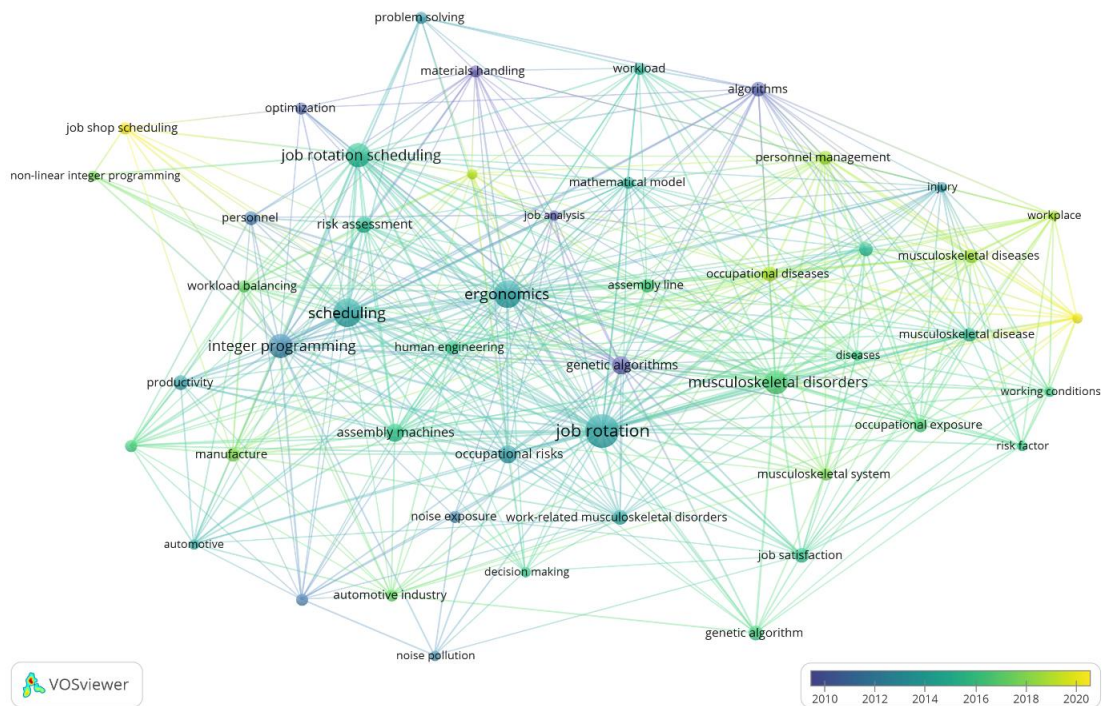 problem solving
materials handling
workload
algorithms
optimization
job shop scheduling
job rotation scheduling
personnel management
non-linear integer programming
mathematical model
injury
personnel
risk assessment
job analysis
workplace
musculoskeletal diseases
occupational diseases
workload balancing
assembly line
ergonomics
scheduling
musculoskeletal disease
integer programming
human engineering
diseases
genetic algorithms
productivity
musculoskeletal disorders
working conditions
occupational exposure
job rotation
assembly machines
risk factor
manufacture
occupational risks
musculoskeletal system
noise exposure
work-related musculoskeletal disorders
automotive
job satisfaction
decision making
automotive industry
genetic algorithm
noise pollution
VOSviewer
2010 2012 2014 2016 2018 2020